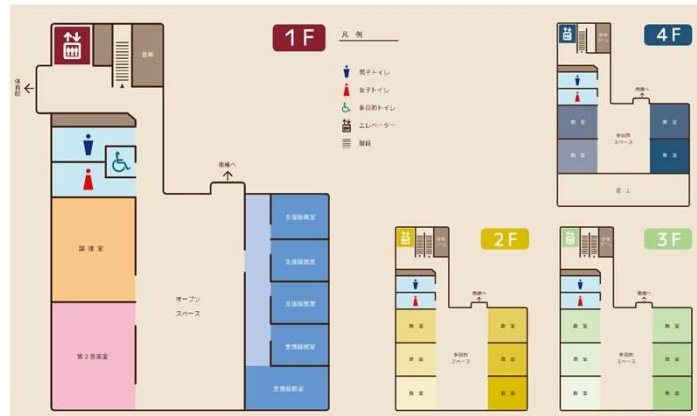 1F
凡例
男子トイレ
女子トイレ
多目的トイレ
エレベーター
階段
体育館
調理室
第2音楽室
オープン
スペース
支援級教室
支援級教室
支援級教室
支援級教室
支援級教室
4F
教室
教室
教室
教室
多目的
スペース
屋上
2F
教室
教室
教室
教室
教室
教室
多目的
スペース
3F
教室
教室
教室
教室
教室
教室
多目的
スペース